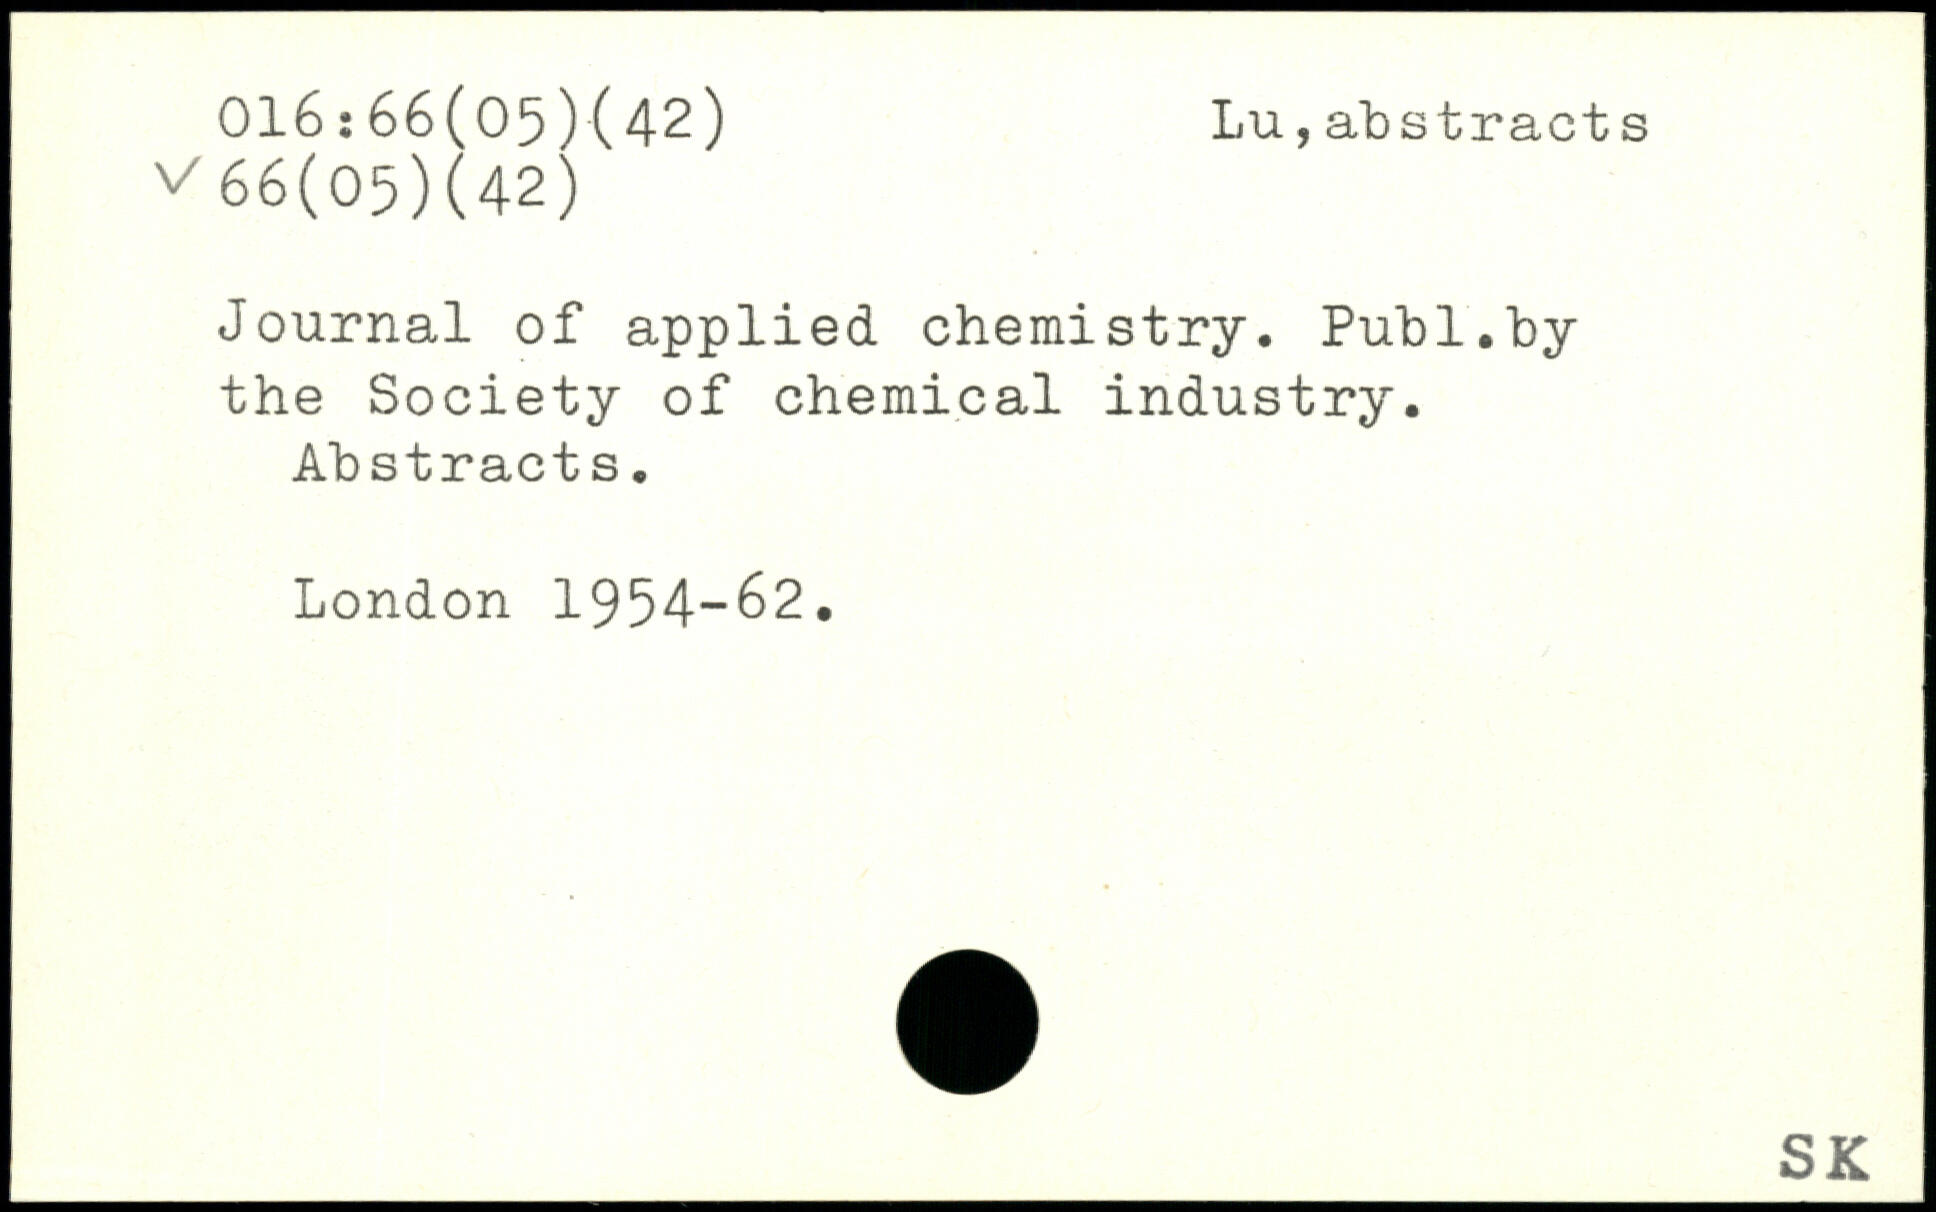 016:66(05)(42) Lu,abstracts
✓ 66(05)(42)
Journal of applied chemistry. Publ.by
the Society of chemical industry.
Abstracts.
London 1954-62.
SK